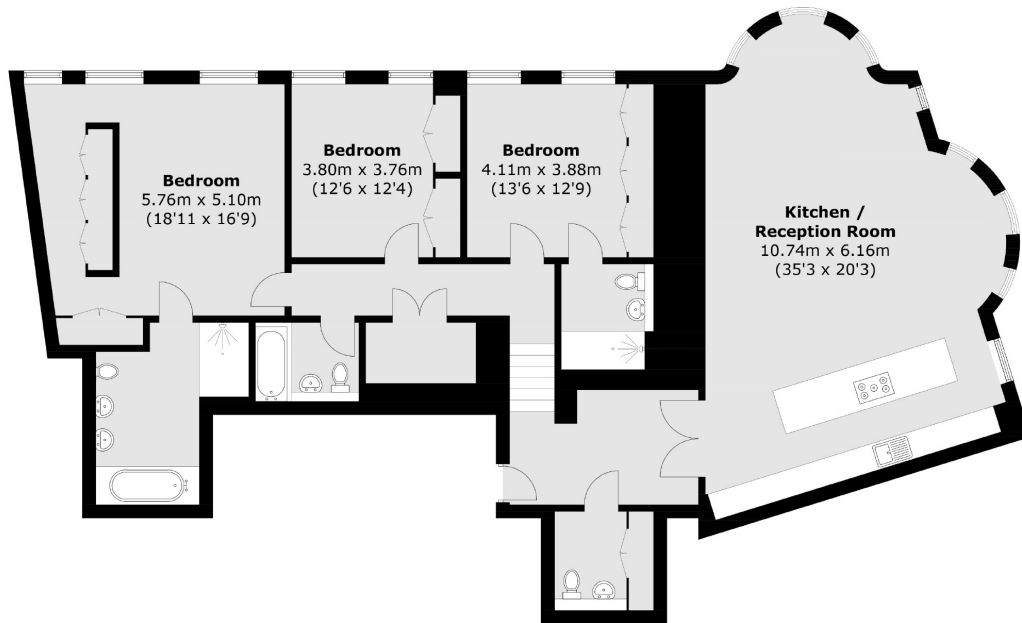 Bedroom
5.76m x 5.10m
(18'11 x 16'9)
Bedroom
3.80m x 3.76m
(12'6 x 12'4)
Bedroom
4.11m x 3.88m
(13'6 x 12'9)
Kitchen /
Reception Room
10.74m x 6.16m
(35'3 x 20'3)